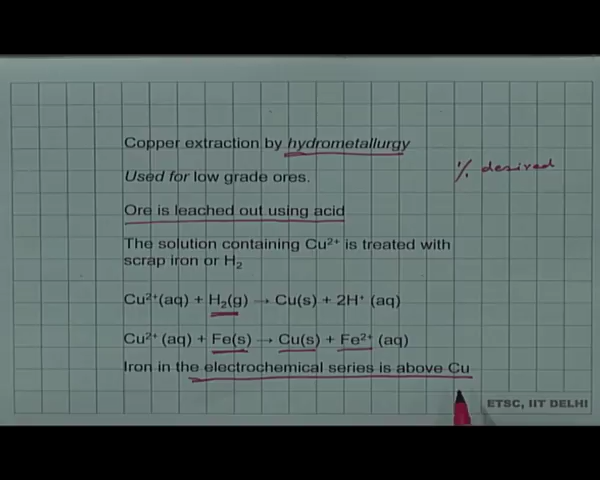 Copper extraction by hydrometallurgy
% desired
Used for low grade ores.
Ore is leached out using acid
The solution containing Cu²⁺ is treated with
scrap iron or H₂
Cu²⁺(aq) + H₂(g) → Cu(s) + 2H⁺ (aq)
Cu²⁺ (aq) + Fe(s) → Cu(s) + Fe²⁺ (aq)
Iron in the electrochemical series is above Cu
ETSC, IIT DELHI